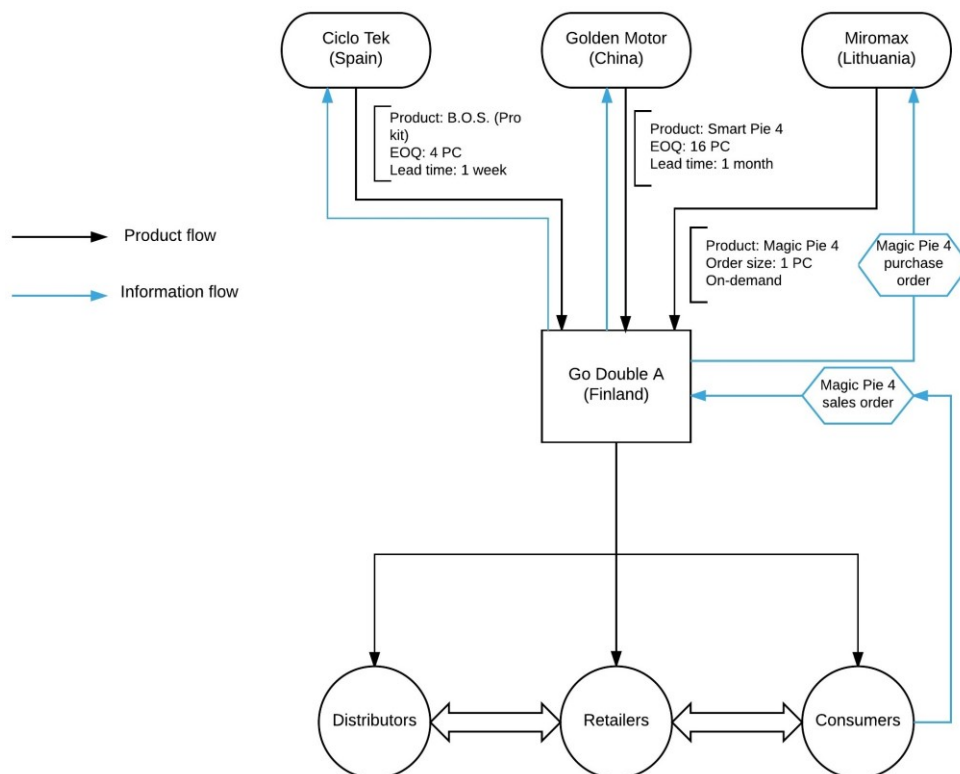 Ciclo Tek
(Spain)
Golden Motor
(China)
Miromax
(Lithuania)
Product: B.O.S. (Pro
kit)
EOQ: 4 PC
Lead time: 1 week
Product: Smart Pie 4
EOQ: 16 PC
Lead time: 1 month
Product flow
Information flow
Product: Magic Pie 4
Order size: 1 PC
On-demand
Magic Pie 4
purchase
order
Go Double A
(Finland)
Magic Pie 4
sales order
Distributors
Retailers
Consumers